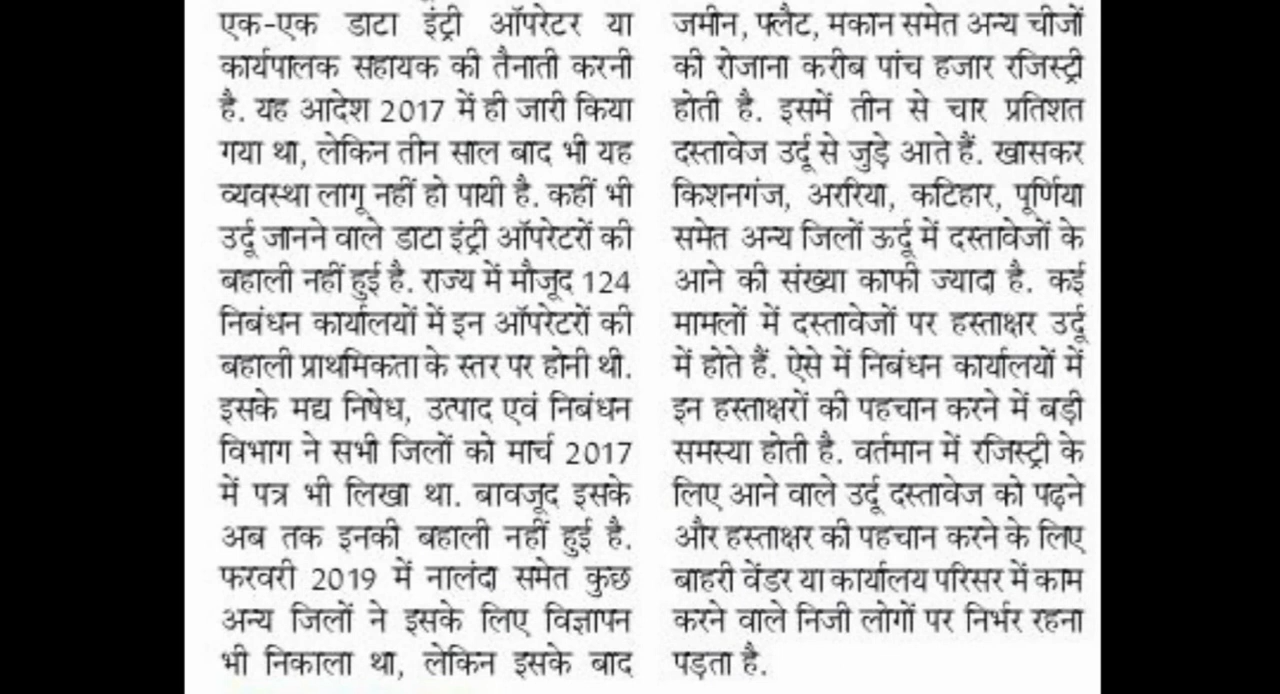 एक-एक डाटा इंट्री ऑपरेटर या
कार्यपालक सहायक की तैनाती करनी
है. यह आदेश 2017 में ही जारी किया
गया था, लेकिन तीन साल बाद भी यह
व्यवस्था लागू नहीं हो पायी है. कहीं भी
उर्दू जानने वाले डाटा इंट्री ऑपरेटरों की
बहाली नहीं हुई है. राज्य में मौजूद 124
निबंधन कार्यालयों में इन ऑपरेटरों की
बहाली प्राथमिकता के स्तर पर होनी थी.
इसके मद्य निषेध, उत्पाद एवं निबंधन
विभाग ने सभी जिलों को मार्च 2017
में पत्र भी लिखा था. बावजूद इसके
अब तक इनकी बहाली नहीं हुई है.
फरवरी 2019 में नालंदा समेत कुछ
अन्य जिलों ने इसके लिए विज्ञापन
भी निकाला था, लेकिन इसके बाद
जमीन, फ्लैट, मकान समेत अन्य चीजों
की रोजाना करीब पांच हजार रजिस्ट्री
होती है. इसमें तीन से चार प्रतिशत
दस्तावेज उर्दू से जुड़े आते हैं. खासकर
किशनगंज, अररिया, कटिहार, पूर्णिया
समेत अन्य जिलों ऊर्दू में दस्तावेजों के
आने की संख्या काफी ज्यादा है. कई
मामलों में दस्तावेजों पर हस्ताक्षर उर्दू
में होते हैं. ऐसे में निबंधन कार्यालयों में
इन हस्ताक्षरों की पहचान करने में बड़ी
समस्या होती है. वर्तमान में रजिस्ट्री के
लिए आने वाले उर्दू दस्तावेज को पढ़ने
और हस्ताक्षर की पहचान करने के लिए
बाहरी वेंडर या कार्यालय परिसर में काम
करने वाले निजी लोगों पर निर्भर रहना
पड़ता है.